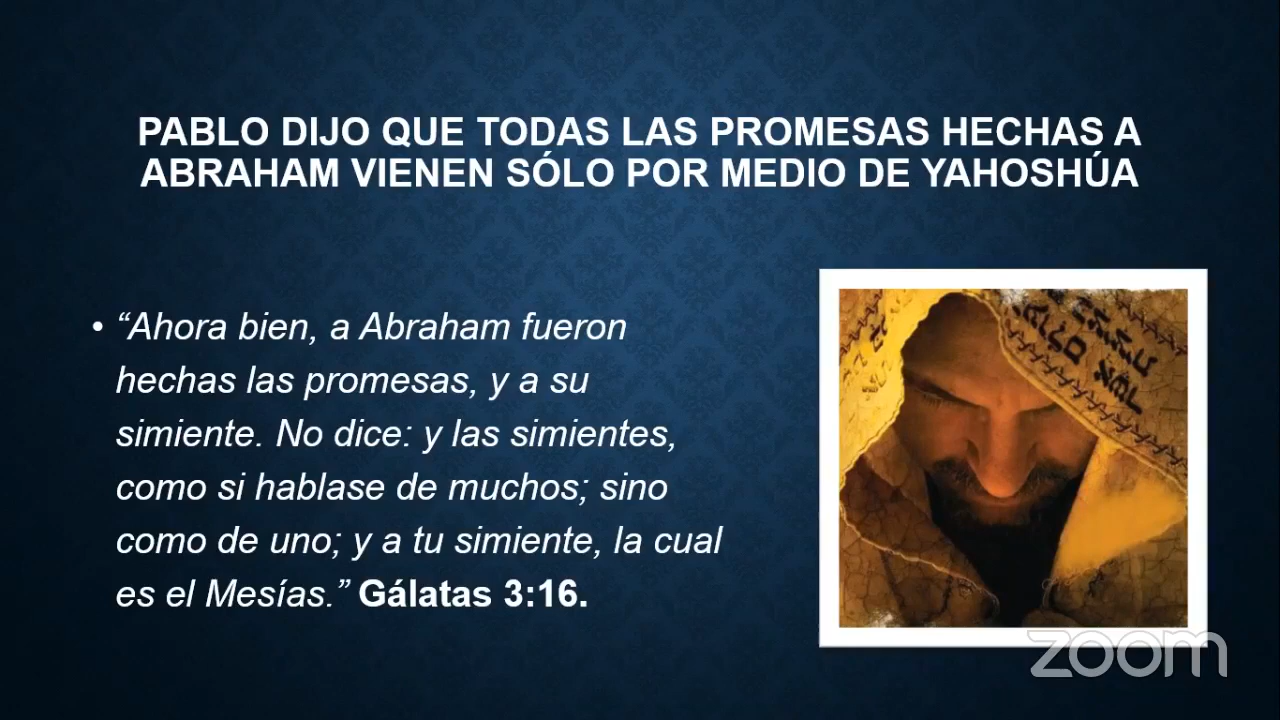 PABLO DIJO QUE TODAS LAS PROMESAS HECHAS A
ABRAHAM VIENEN SÓLO POR MEDIO DE YAHOSHÚA
• “Ahora bien, a Abraham fueron
hechas las promesas, y a su
simiente. No dice: y las simientes,
como si hablase de muchos; sino
como de uno; y a tu simiente, la cual
es el Mesías.” Gálatas 3:16.
zoom